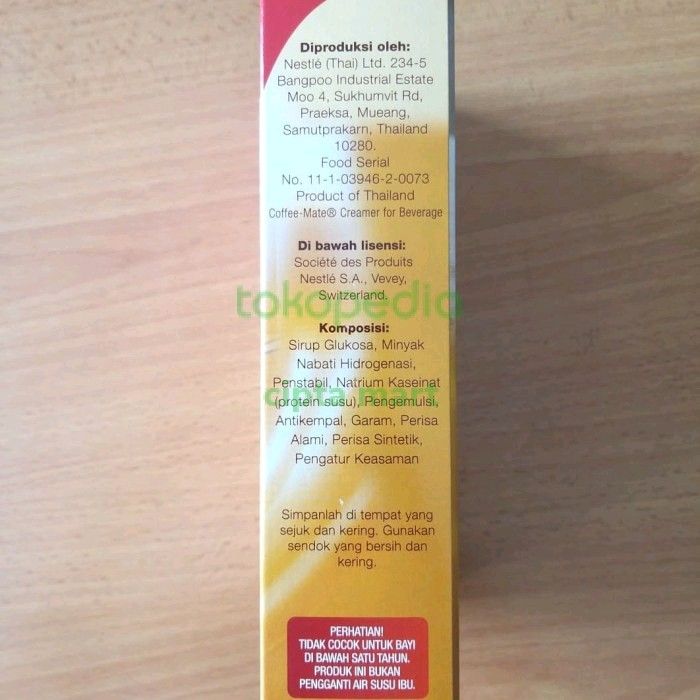 Diproduksi oleh:
Nestlé (Thai) Ltd. 234-5
Bangpoo Industrial Estate
Moo 4, Sukhumvit Rd,
Praeksa, Mueang,
Samutprakarn, Thailand
10280.
Food Serial
No. 11-1-03946-2-0073
Product of Thailand
Coffee-Mate® Creamer for Beverage
Di bawah lisensi:
Société des Produits
Nestlé S.A., Vevey,
Switzerland.
tokopedia
Komposisi:
Sirup Glukosa, Minyak
Nabati Hidrogenasi,
Penstabil, Natrium Kaseinat
(protein susu), Pengemulsi,
cipta mart
Antikempal, Garam, Perisa
Alami, Perisa Sintetik,
Pengatur Keasaman
Simpanlah di tempat yang
sejuk dan kering. Gunakan
sendok yang bersih dan
kering.
PERHATIAN!
TIDAK COCOK UNTUK BAYI
DI BAWAH SATU TAHUN.
PRODUK INI BUKAN
PENGGANTI AIR SUSU IBU.